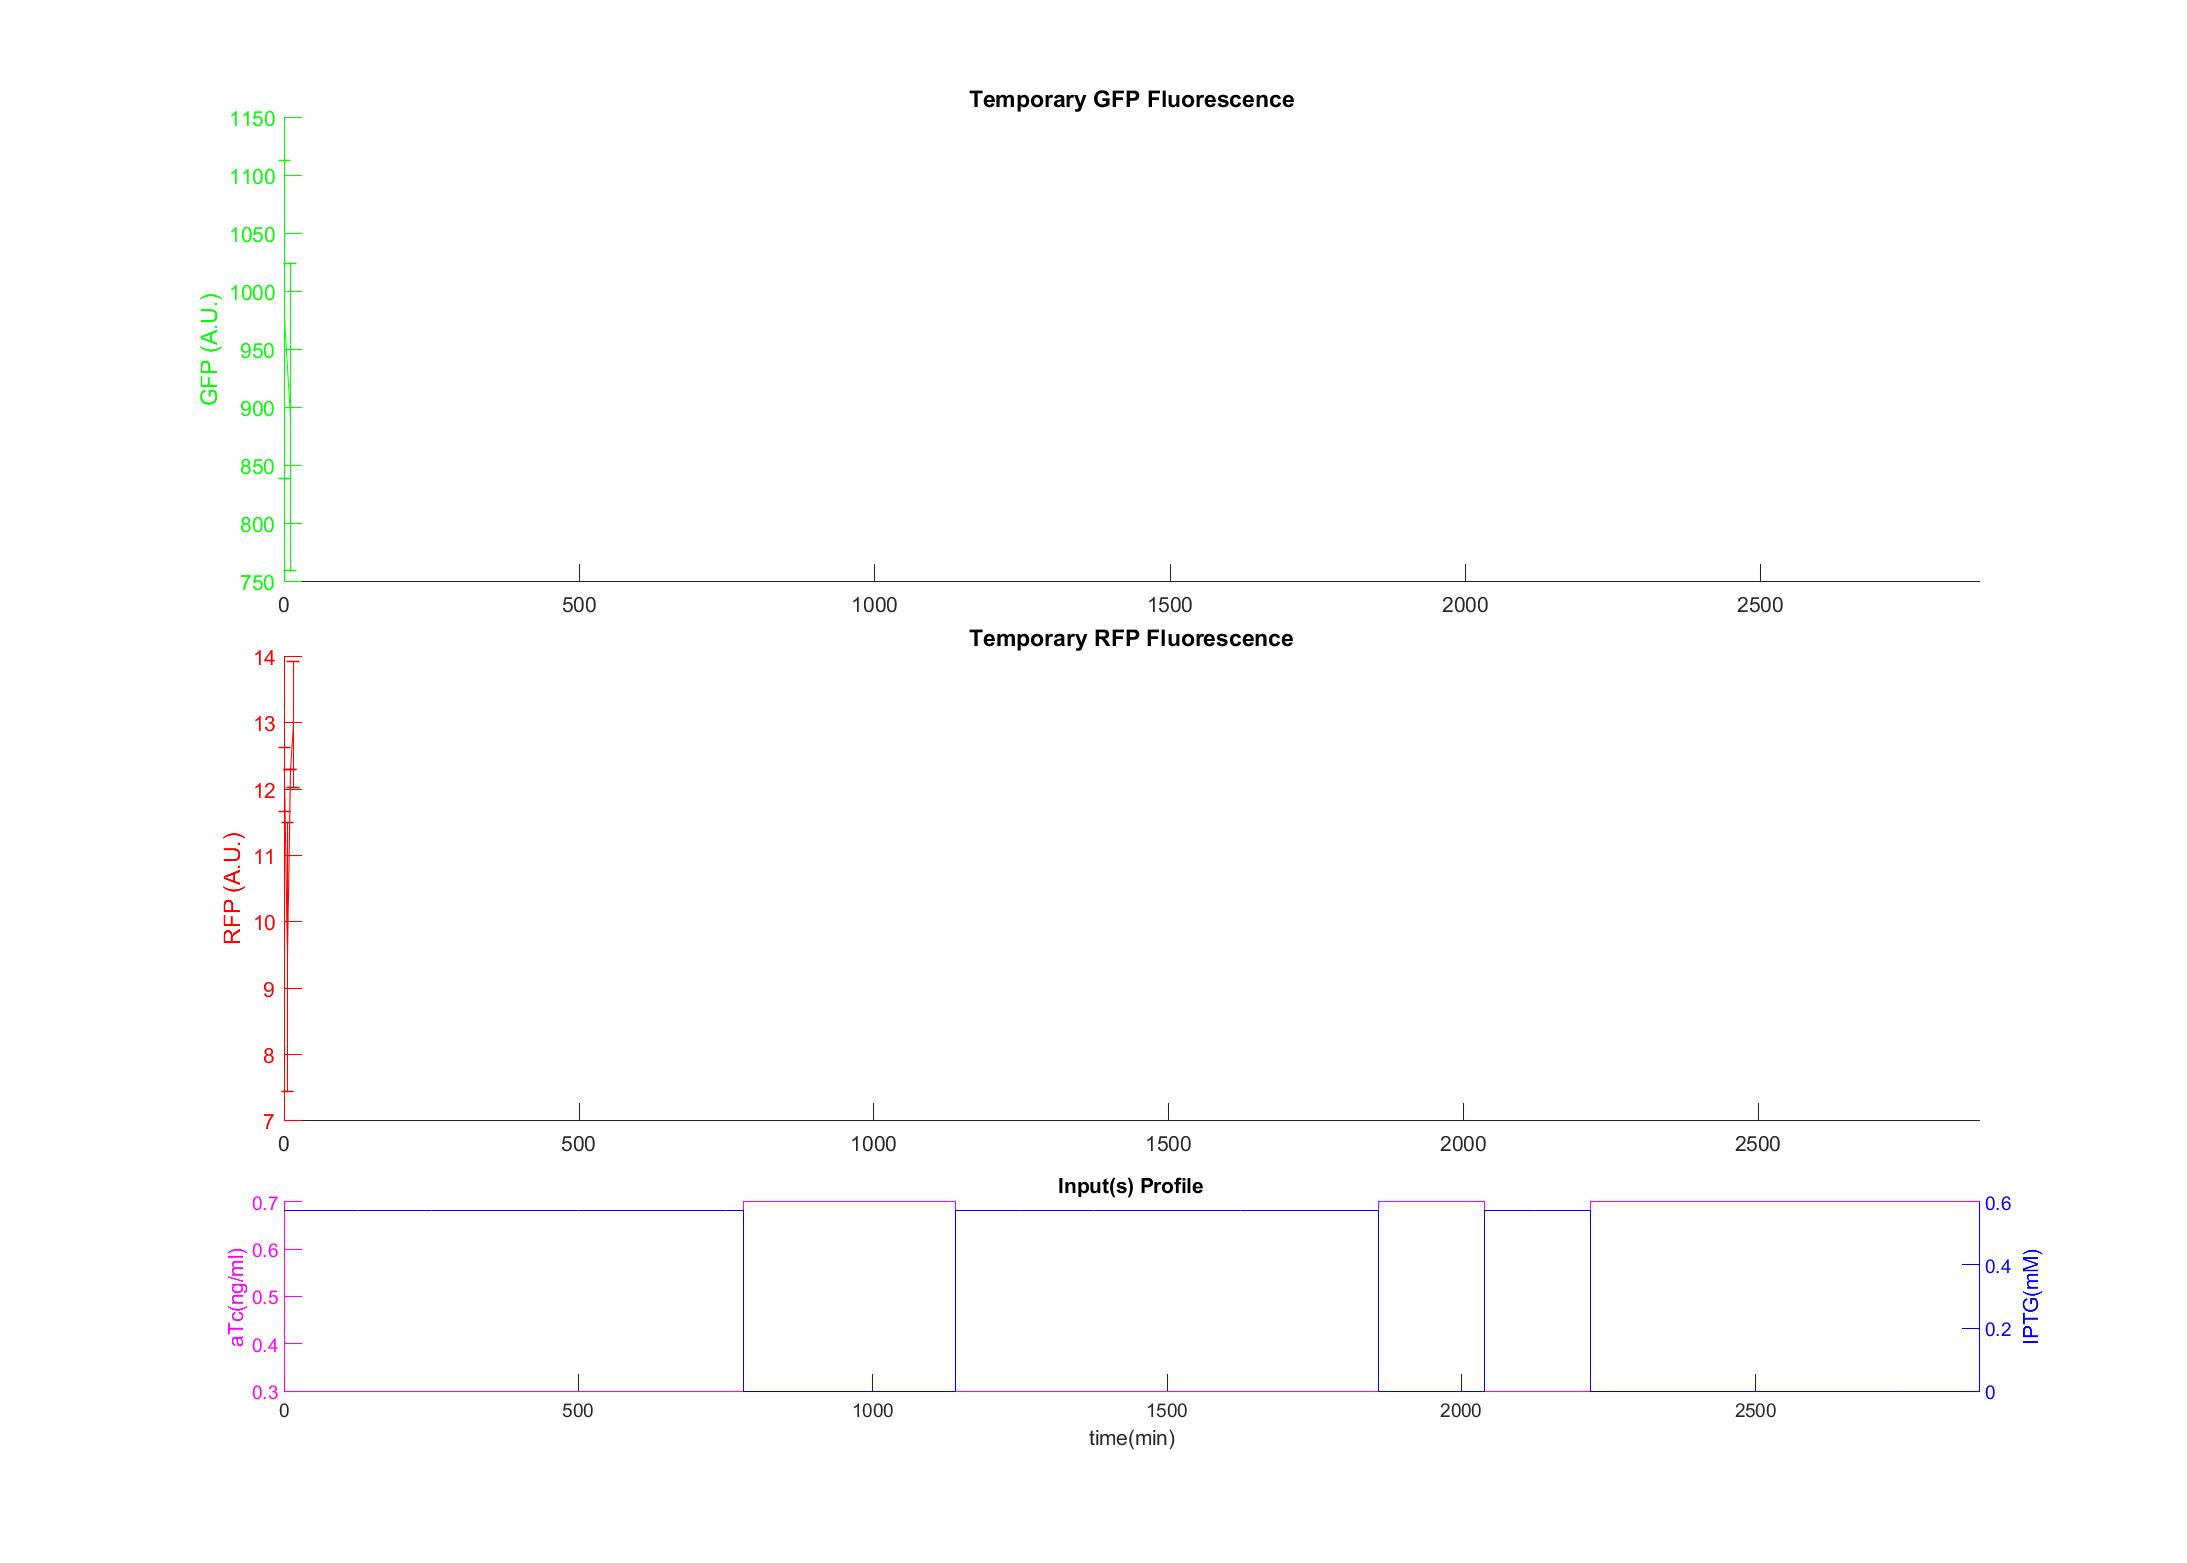 Temporary GFP Fluorescence
1150
1100
1050
1000
950
900
850
800
750
GFP (A.U.)
0 500 1000 1500 2000 2500
Temporary RFP Fluorescence
14
13
12
11
10
9
8
7
RFP (A.U.)
0 500 1000 1500 2000 2500
Input(s) Profile
0.7
0.6
0.5
0.4
0.3
aTc(ng/ml)
0.6
0.4
0.2
0
IPTG(mM)
0 500 1000 1500 2000 2500
time(min)